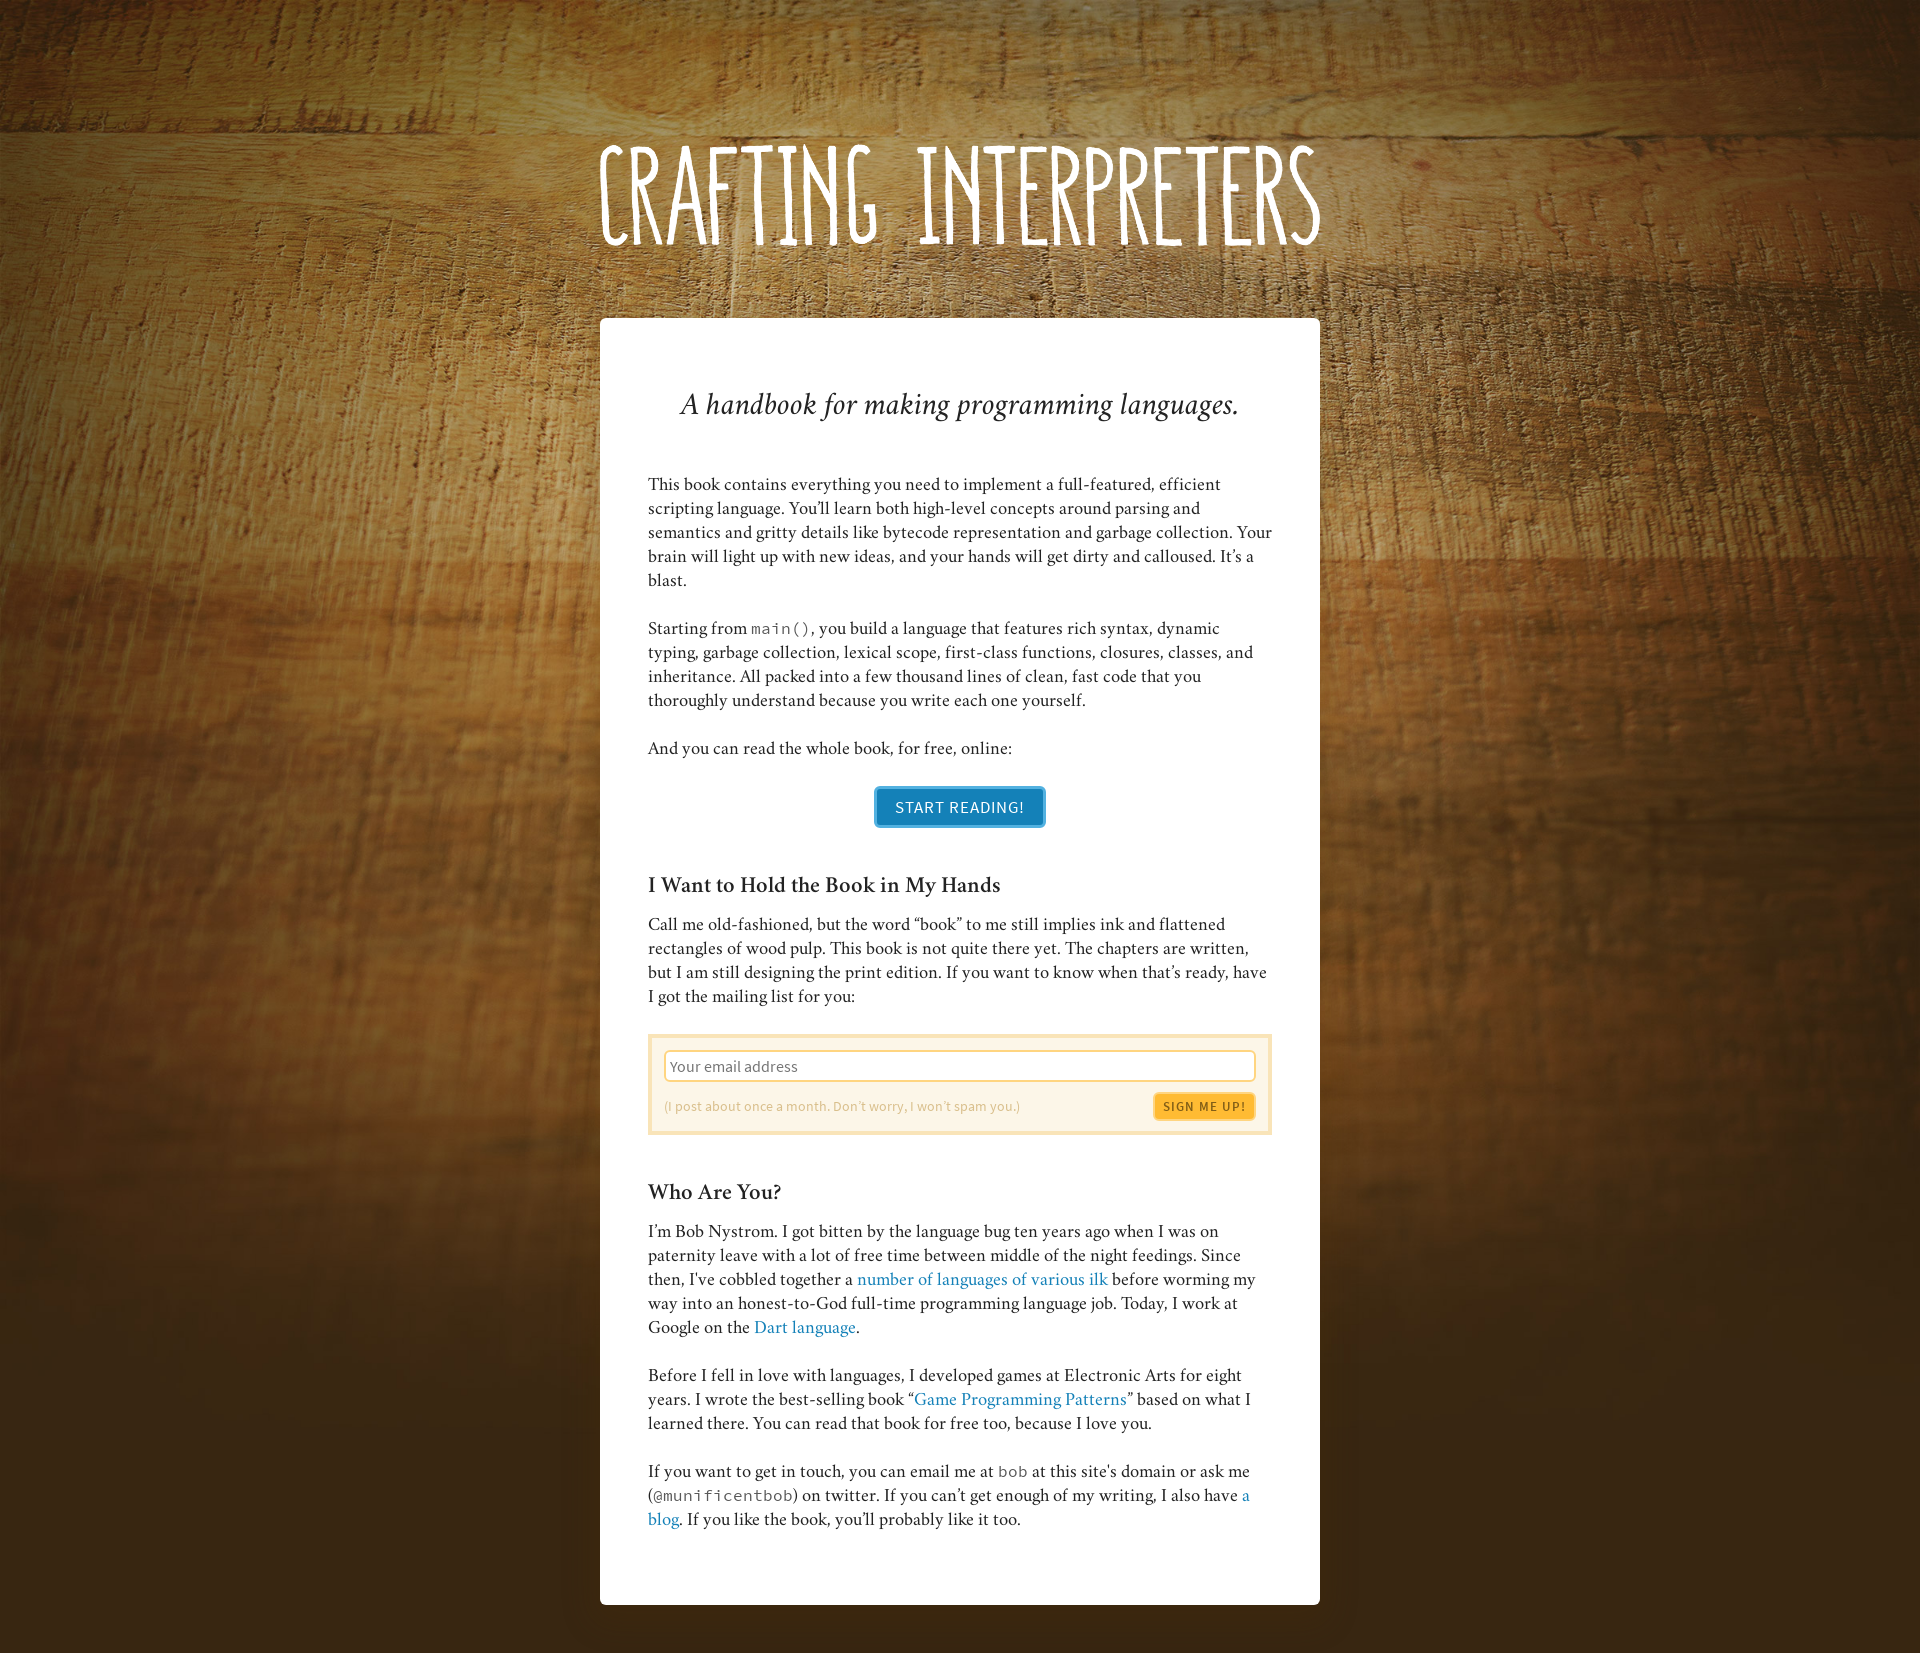 CRAFTING INTERPRETERS
A handbook for making programming languages.
This book contains everything you need to implement a full-featured, efficient
scripting language. You’ll learn both high-level concepts around parsing and
semantics and gritty details like bytecode representation and garbage collection. Your
brain will light up with new ideas, and your hands will get dirty and calloused. It’s a
blast.
Starting from main(), you build a language that features rich syntax, dynamic
typing, garbage collection, lexical scope, first-class functions, closures, classes, and
inheritance. All packed into a few thousand lines of clean, fast code that you
thoroughly understand because you write each one yourself.
And you can read the whole book, for free, online:
START READING!
I Want to Hold the Book in My Hands
Call me old-fashioned, but the word “book” to me still implies ink and flattened
rectangles of wood pulp. This book is not quite there yet. The chapters are written,
but I am still designing the print edition. If you want to know when that’s ready, have
I got the mailing list for you:
Your email address
(I post about once a month. Don’t worry, I won’t spam you.)
SIGN ME UP!
Who Are You?
I’m Bob Nystrom. I got bitten by the language bug ten years ago when I was on
paternity leave with a lot of free time between middle of the night feedings. Since
then, I've cobbled together a number of languages of various ilk before worming my
way into an honest-to-God full-time programming language job. Today, I work at
Google on the Dart language.
Before I fell in love with languages, I developed games at Electronic Arts for eight
years. I wrote the best-selling book “Game Programming Patterns” based on what I
learned there. You can read that book for free too, because I love you.
If you want to get in touch, you can email me at bob at this site's domain or ask me
(@munificentbob) on twitter. If you can’t get enough of my writing, I also have a
blog. If you like the book, you’ll probably like it too.